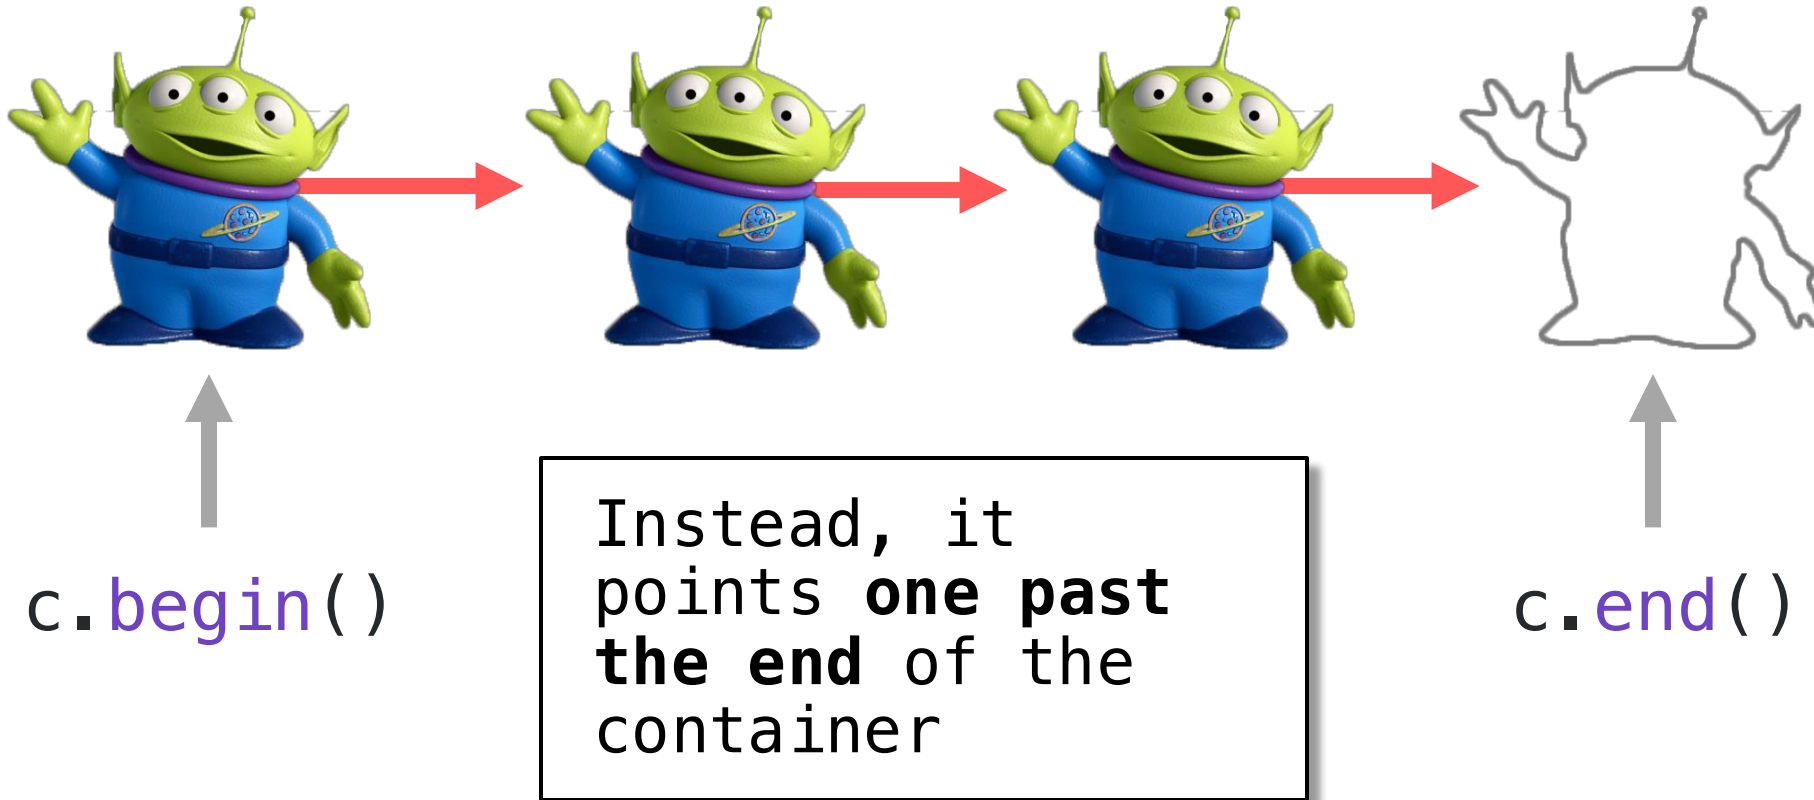 Instead, it
points one past
the end of the
container
c.begin()
c.end()